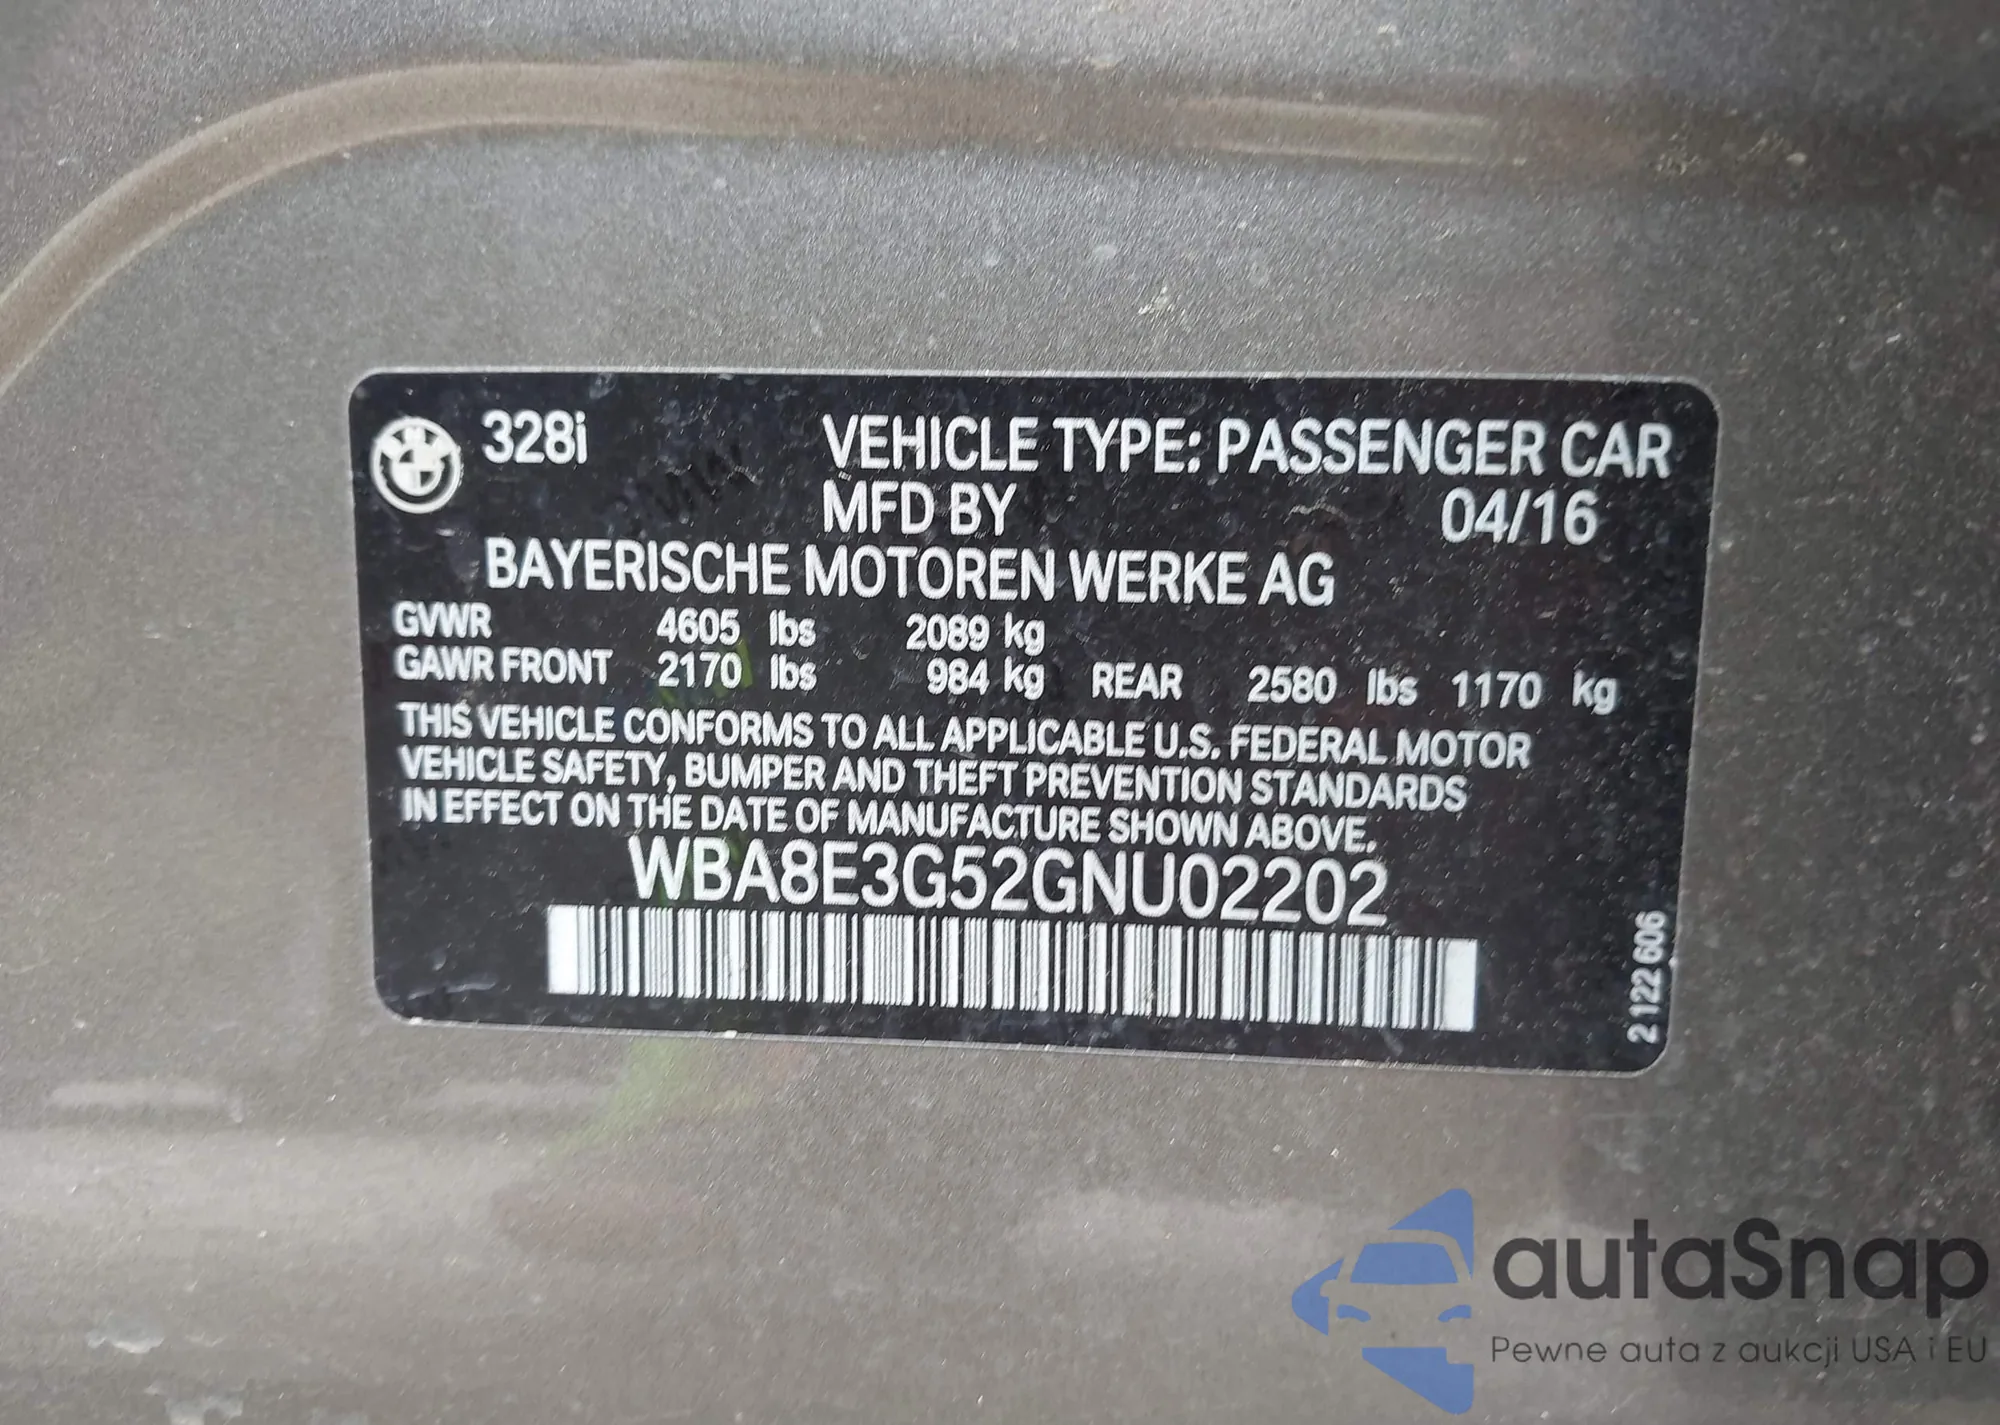 328i VEHICLE TYPE: PASSENGER CAR
MFD BY 04/16
BAYERISCHE MOTOREN WERKE AG
GVWR 4605 lbs 2089 kg
GAWR FRONT 2170 lbs 984 kg REAR 2580 lbs 1170 kg
THIS VEHICLE CONFORMS TO ALL APPLICABLE U.S. FEDERAL MOTOR
VEHICLE SAFETY, BUMPER AND THEFT PREVENTION STANDARDS
IN EFFECT ON THE DATE OF MANUFACTURE SHOWN ABOVE.
WBA8E3G52GNU02202
2122606
autaSnap
Pewne auta z aukcji USA i EU